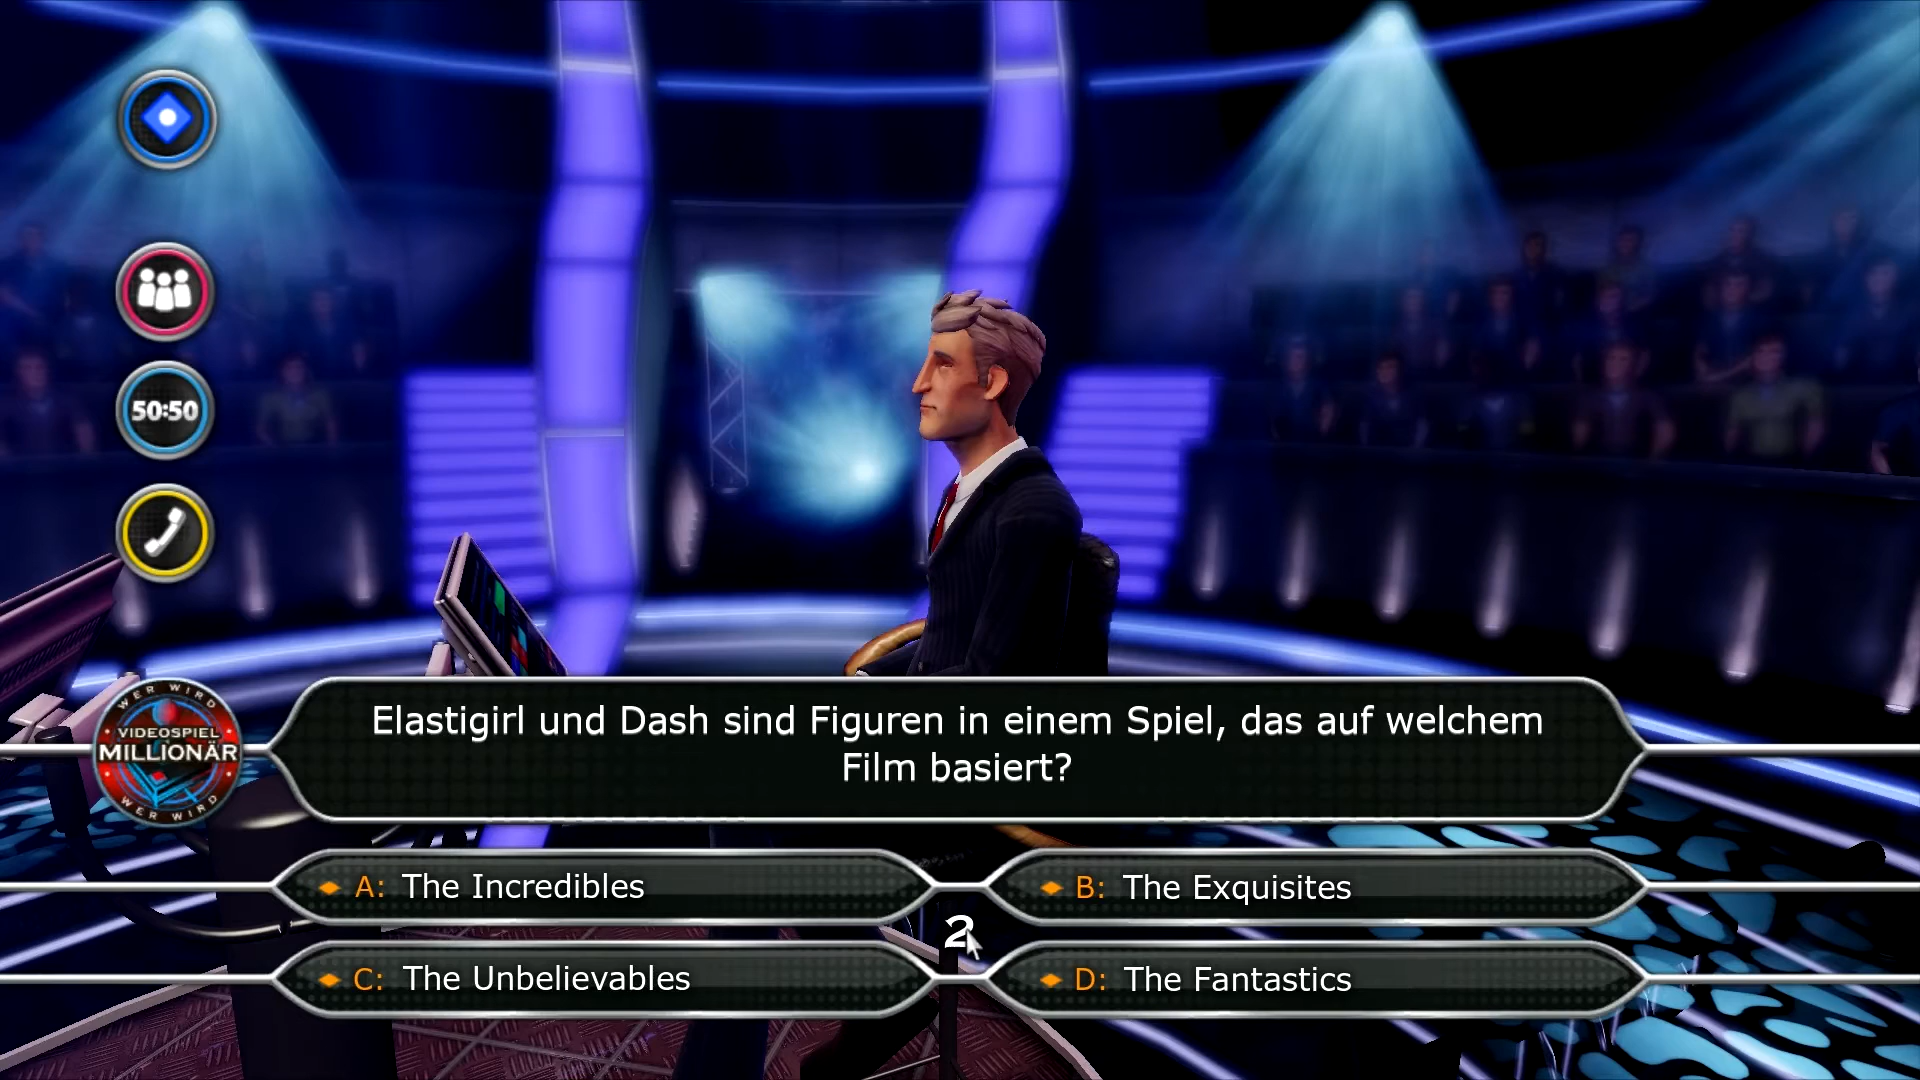 50:50
WER WIRD
VIDEOSPIEL
MILLIONÄR
WER WIRD
Elastigirl und Dash sind Figuren in einem Spiel, das auf welchem
Film basiert?
A: The Incredibles
B: The Exquisites
2
C: The Unbelievables
D: The Fantastics